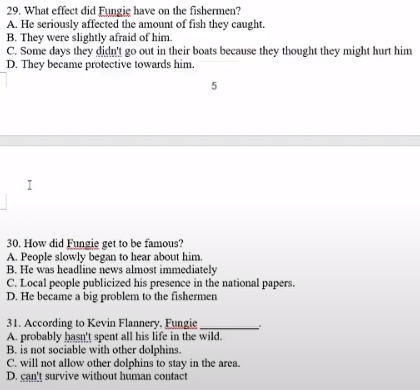 29. What effect did Fungie have on the fishermen?
A. He seriously affected the amount of fish they caught.
B. They were slightly afraid of him.
C. Some days they didn't go out in their boats because they thought they might hurt him
D. They became protective towards him.
5
30. How did Fungie get to be famous?
A. People slowly began to hear about him.
B. He was headline news almost immediately
C. Local people publicized his presence in the national papers.
D. He became a big problem to the fishermen
31. According to Kevin Flannery, Fungie __________.
A. probably hasn't spent all his life in the wild.
B. is not sociable with other dolphins.
C. will not allow other dolphins to stay in the area.
D. can't survive without human contact